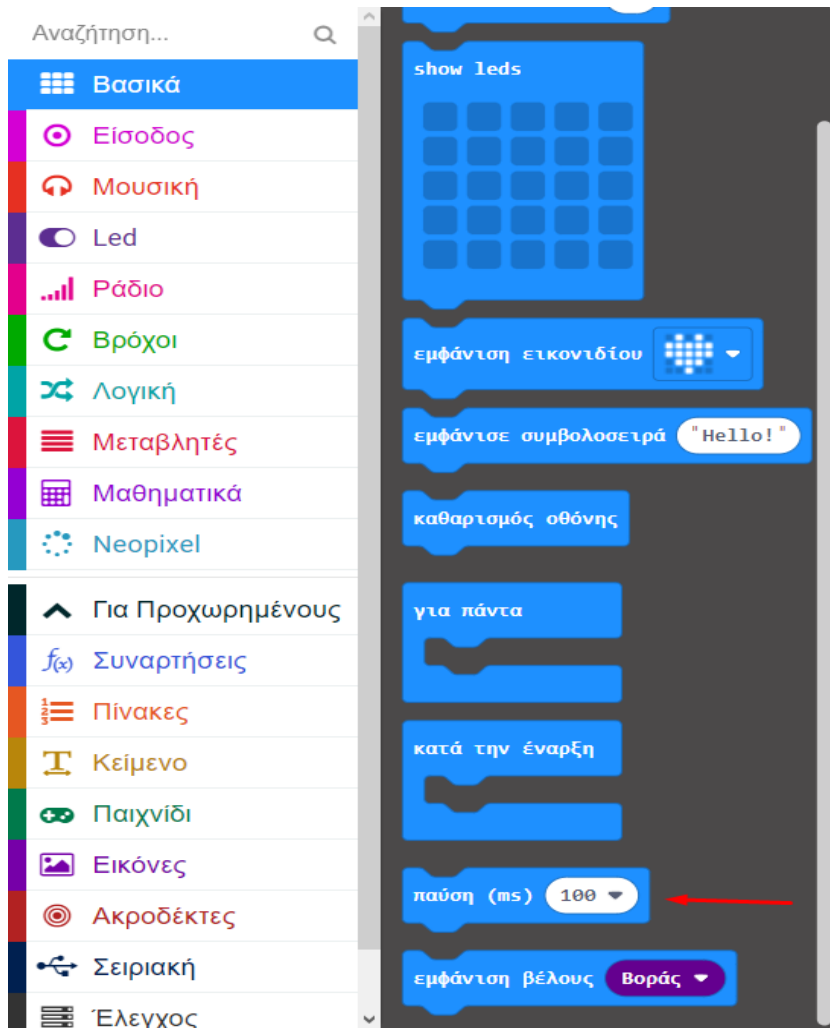 Αναζήτηση...
Βασικά
Είσοδος
Μουσική
Led
Ράδιο
Βρόχοι
Λογική
Μεταβλητές
Μαθηματικά
Neopixel
Για Προχωρημένους
f(x) Συναρτήσεις
Πίνακες
Κείμενο
Παιχνίδι
Εικόνες
Ακροδέκτες
Σειριακή
Έλεγχος
show leds
εμφάνιση εικονιδίου
εμφάνισε συμβολοσειρά "Hello!"
καθαρισμός οθόνης
για πάντα
κατά την έναρξη
παύση (ms) 100
εμφάνιση βέλους Βοράς